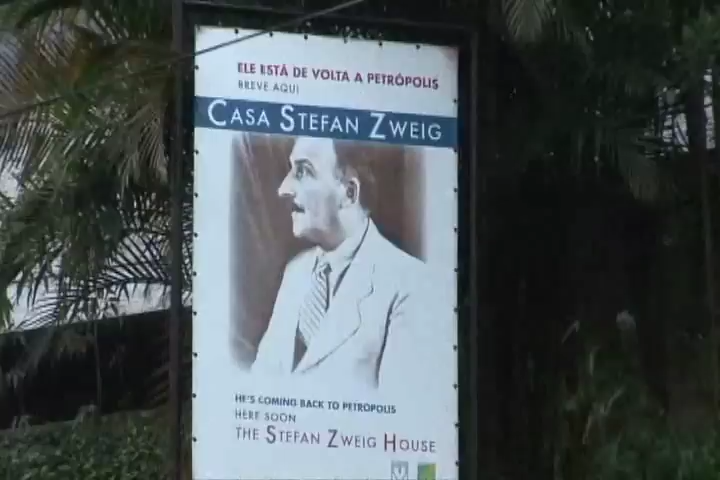 ELE ESTÁ DE VOLTA A PETRÓPOLIS
BREVE AQUI
CASA STEFAN ZWEIG
HE'S COMING BACK TO PETROPOLIS
HERE SOON
THE STEFAN ZWEIG HOUSE